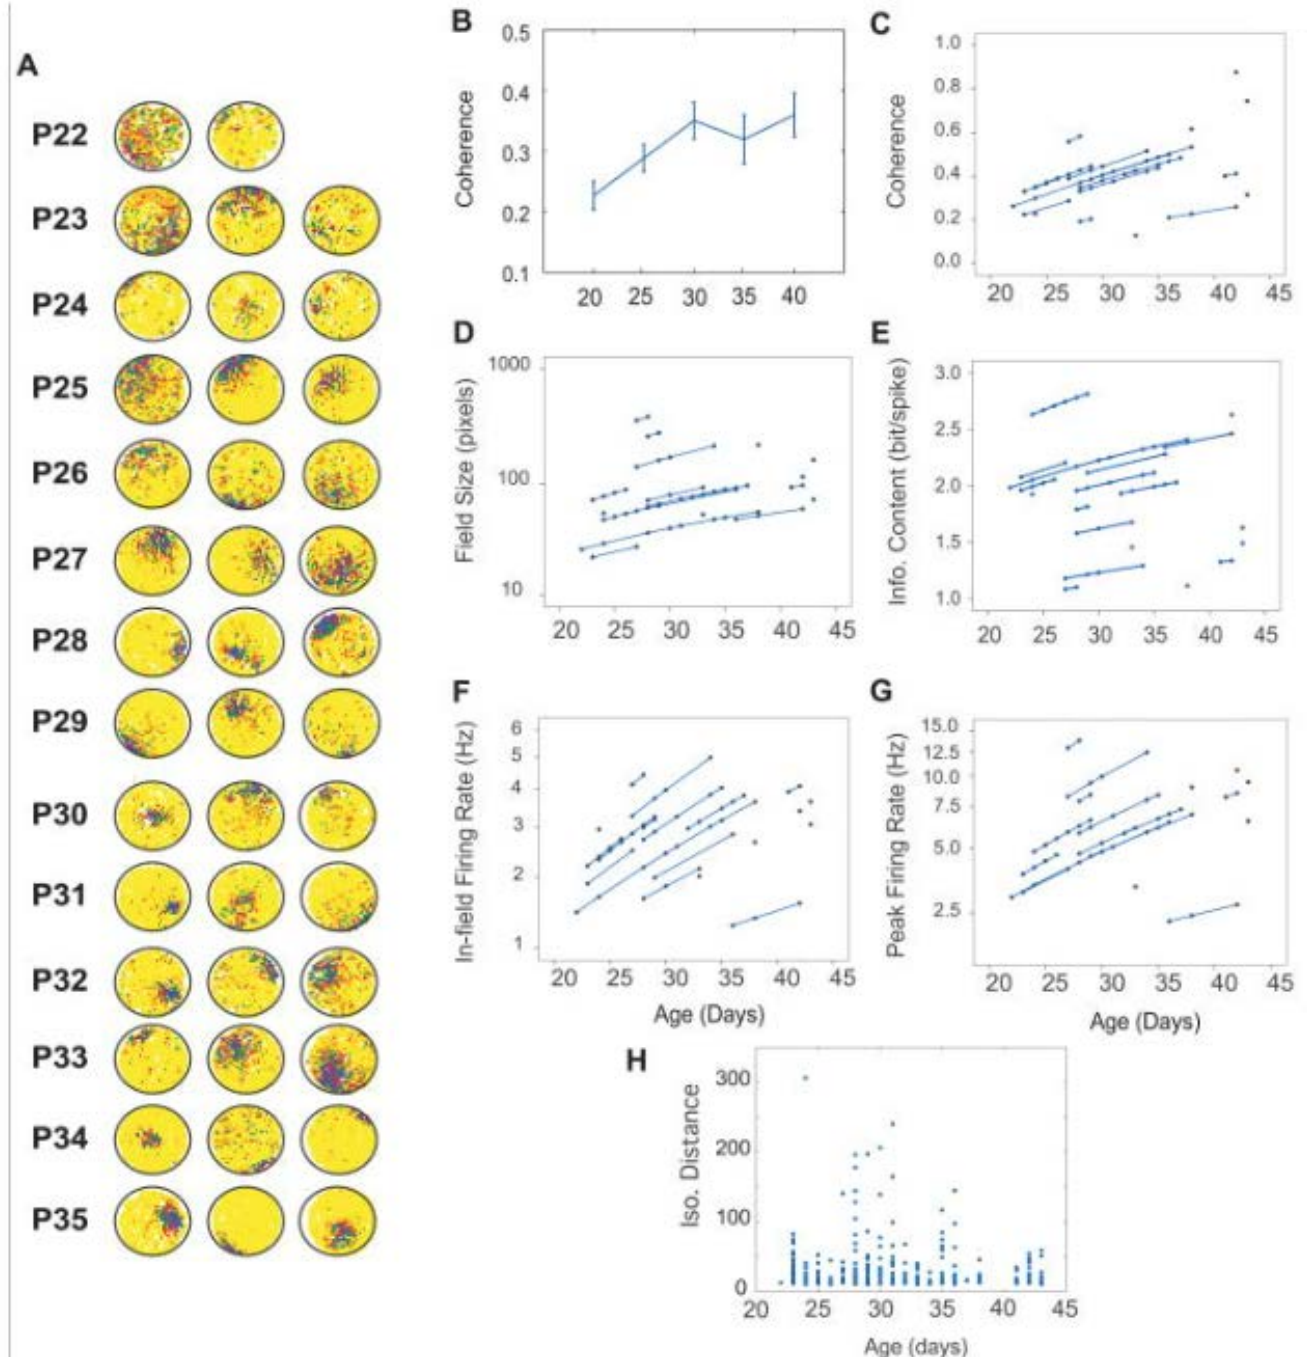 A
P22
P23
P24
P25
P26
P27
P28
P29
P30
P31
P32
P33
P34
P35
B
Coherence
0.5
0.4
0.3
0.2
0.1
20 25 30 35 40
C
Coherence
1.0
0.8
0.6
0.4
0.2
0.0
20 25 30 35 40 45
D
Field Size (pixels)
1000
100
10
20 25 30 35 40 45
E
Info. Content (bit/spike)
3.0
2.5
2.0
1.5
1.0
20 25 30 35 40 45
F
In-field Firing Rate (Hz)
6
5
4
3
2
1
20 25 30 35 40 45
Age (Days)
G
Peak Firing Rate (Hz)
15.0
12.5
10.0
7.5
5.0
2.5
20 25 30 35 40 45
Age (Days)
H
Iso. Distance
300
200
100
0
20 25 30 35 40 45
Age (days)